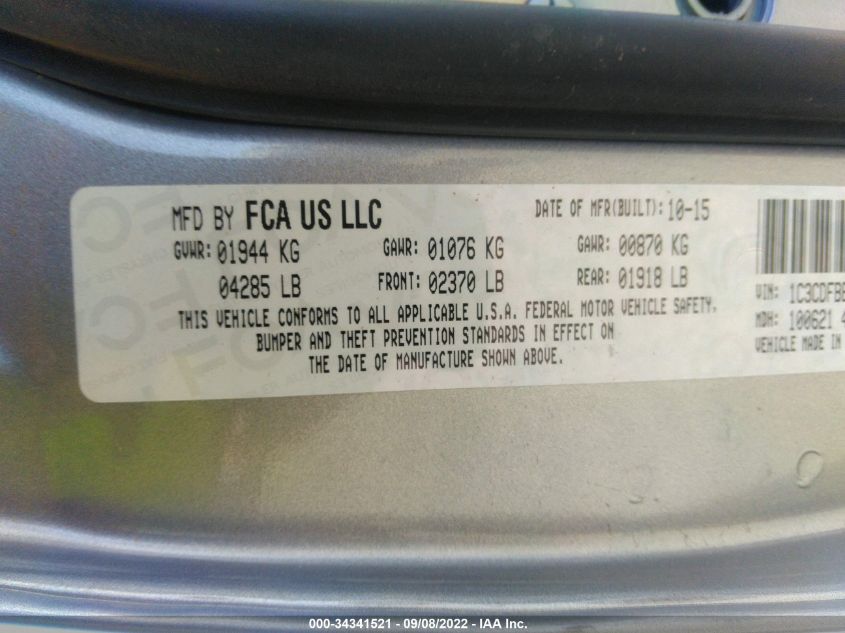 MFD BY FCA US LLC DATE OF MFR(BUILT): 10-15
GVWR: 01944 KG GAWR: 01076 KG GAWR: 00870 KG
04285 LB FRONT: 02370 LB REAR: 01918 LB
THIS VEHICLE CONFORMS TO ALL APPLICABLE U.S.A. FEDERAL MOTOR VEHICLE SAFETY,
BUMPER AND THEFT PREVENTION STANDARDS IN EFFECT ON
THE DATE OF MANUFACTURE SHOWN ABOVE.
VIN: 1C3CDFB
MDH: 100621 4
VEHICLE MADE IN
000-34341521 - 09/08/2022 - IAA Inc.